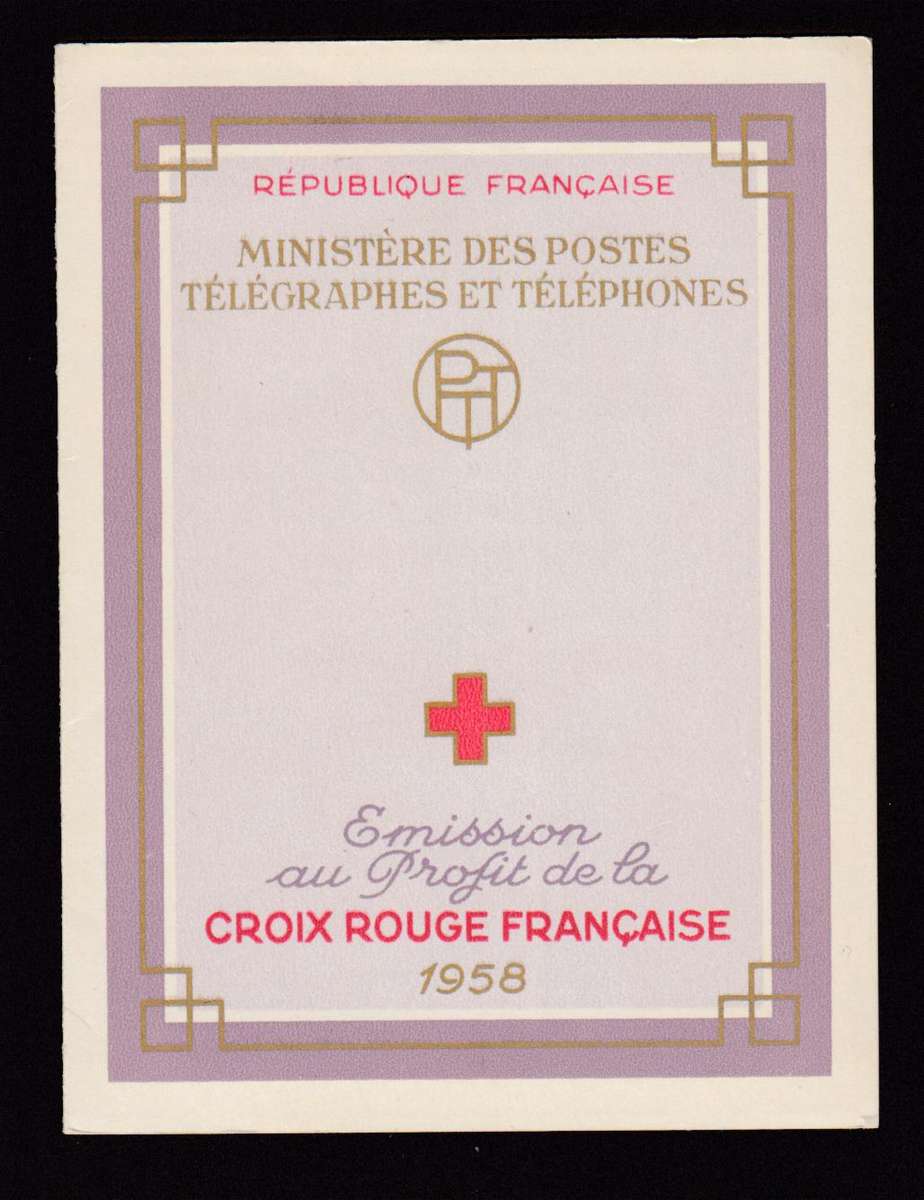 RÉPUBLIQUE FRANÇAISE
MINISTÈRE DES POSTES
TÉLÉGRAPHES ET TÉLÉPHONES
PTT
Emission
au Profit de la
CROIX ROUGE FRANÇAISE
1958